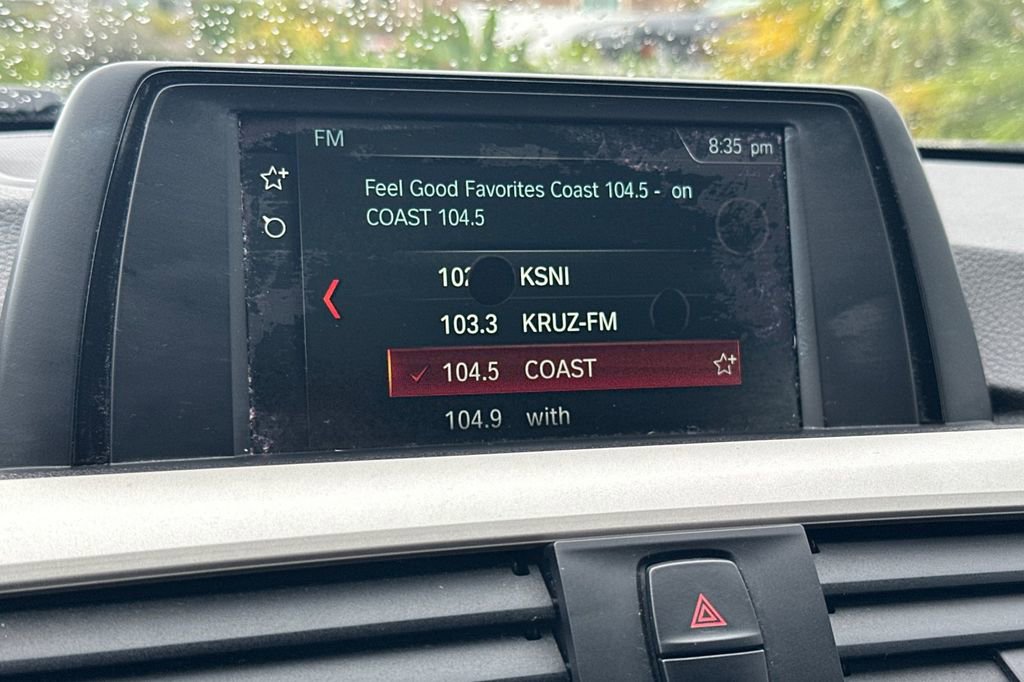 FM
8:35 pm
Feel Good Favorites Coast 104.5 - on
COAST 104.5
KSNI
103.3 KRUZ-FM
104.5 COAST
104.9 with